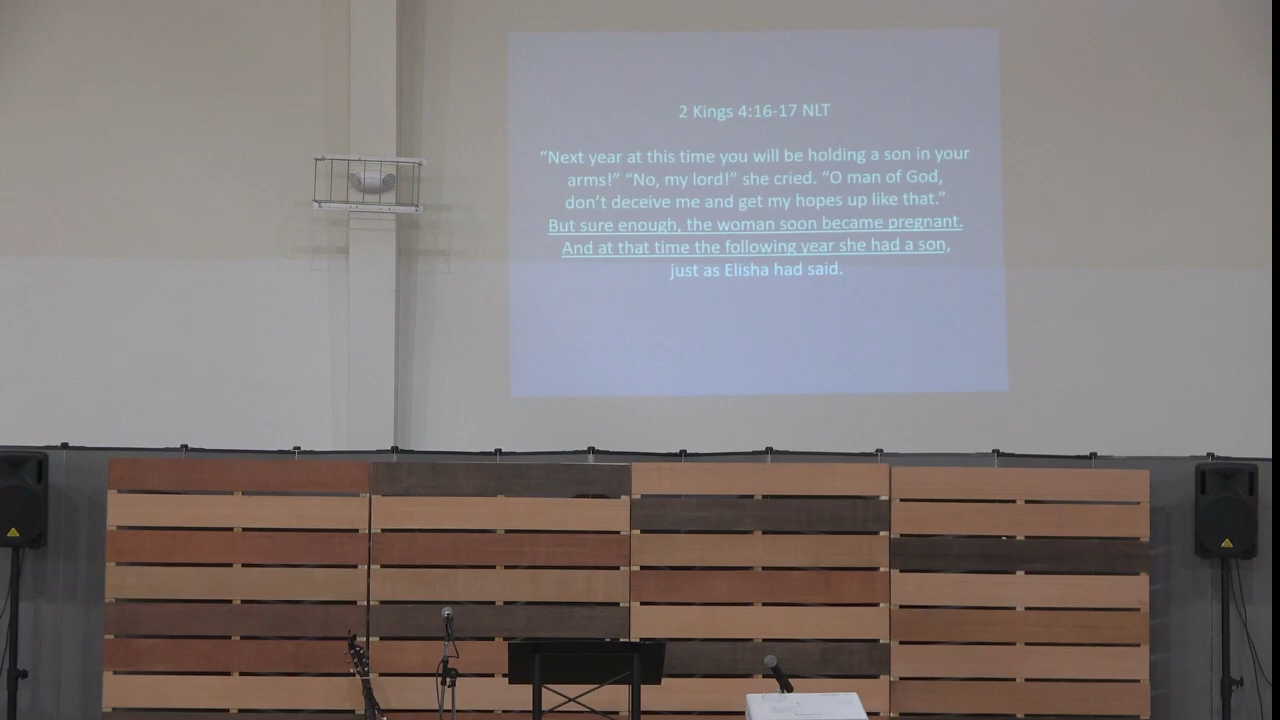 2 Kings 4:16-17 NLT
“Next year at this time you will be holding a son in your
arms!” “No, my lord!” she cried. “O man of God,
don’t deceive me and get my hopes up like that.”
But sure enough, the woman soon became pregnant.
And at that time the following year she had a son,
just as Elisha had said.